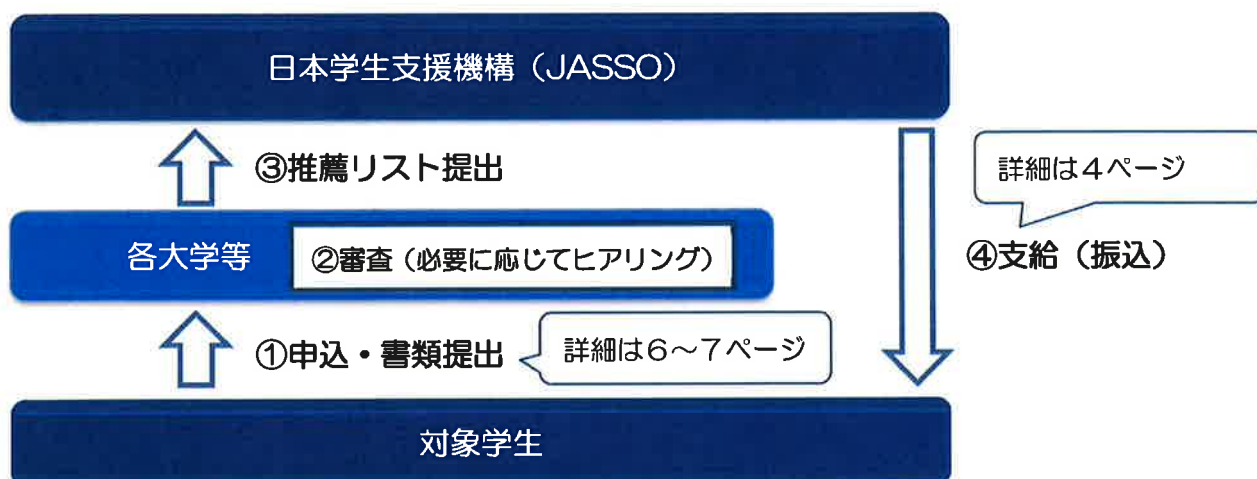 日本学生支援機構（JASSO）
③推薦リスト提出
詳細は４ページ
各大学等
②審査（必要に応じてヒアリング）
④支給（振込）
①申込・書類提出
詳細は６～７ページ
対象学生